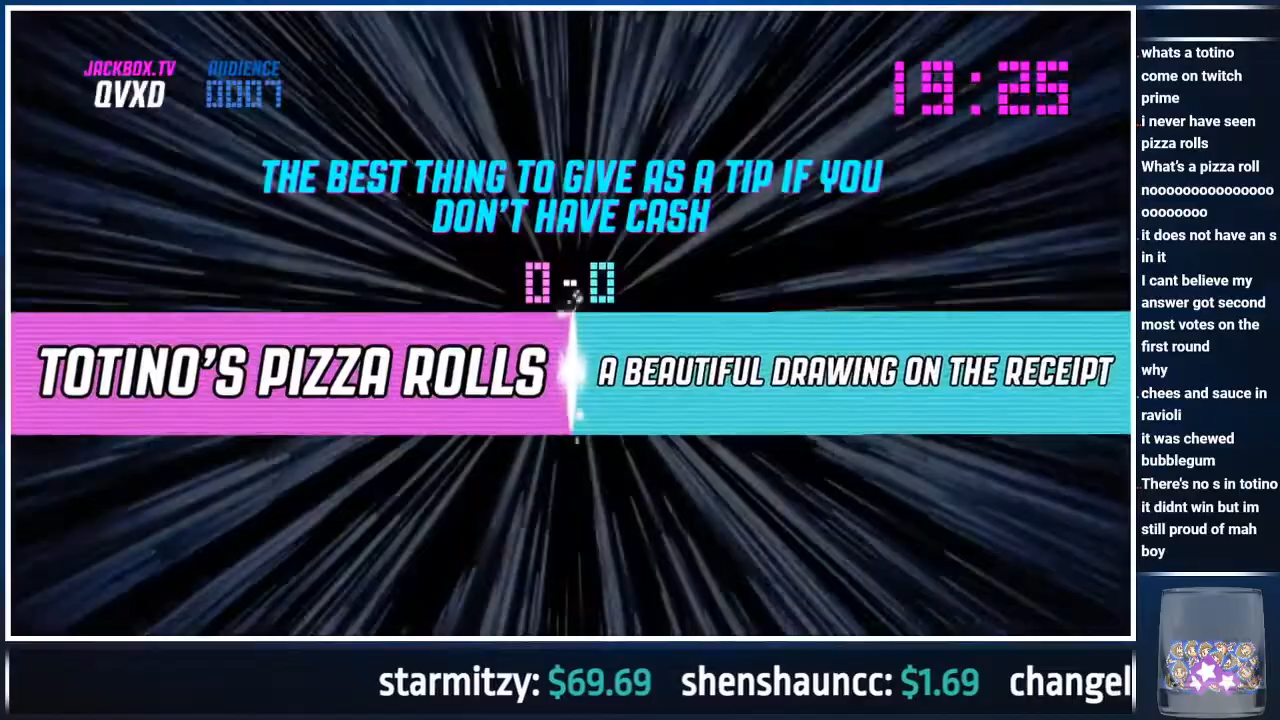 JACKBOX.TV
QVXD
AUDIENCE
0007
19:25
THE BEST THING TO GIVE AS A TIP IF YOU
DON'T HAVE CASH
0-0
TOTINO'S PIZZA ROLLS
A BEAUTIFUL DRAWING ON THE RECEIPT
whats a totino
come on twitch
prime
i never have seen
pizza rolls
What's a pizza roll
nooooooooooooooo
oooooooo
it does not have an s
in it
I cant believe my
answer got second
most votes on the
first round
why
chees and sauce in
ravioli
it was chewed
bubblegum
There's no s in totino
it didnt win but im
still proud of mah
boy
starmitzy: $69.69 shenshauncc: $1.69 changel